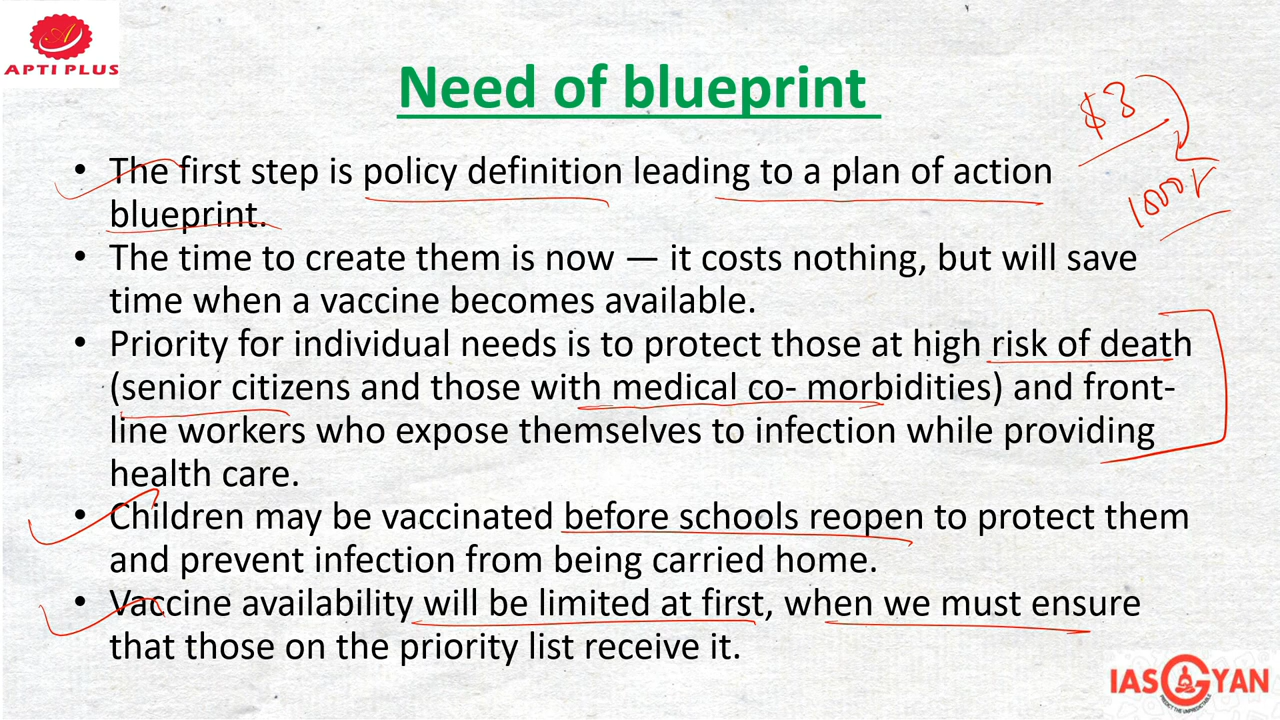 APTI PLUS
Need of blueprint
$3
• The first step is policy definition leading to a plan of action
blueprint.
• The time to create them is now — it costs nothing, but will save
time when a vaccine becomes available.
• Priority for individual needs is to protect those at high risk of death
(senior citizens and those with medical co- morbidities) and front-
line workers who expose themselves to infection while providing
health care.
• Children may be vaccinated before schools reopen to protect them
and prevent infection from being carried home.
• Vaccine availability will be limited at first, when we must ensure
that those on the priority list receive it.
IAS GYAN